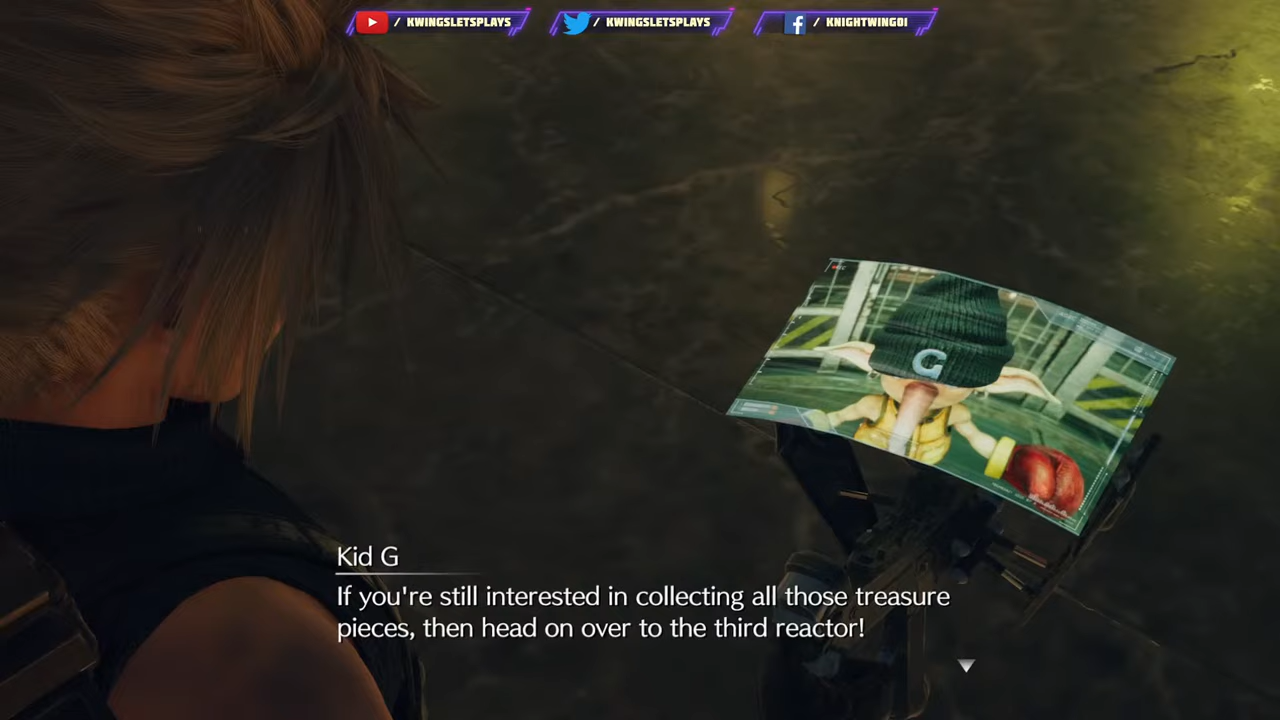 / KWINGSLETSPLAYS
/ KWINGSLETSPLAYS
/ KNIGHTWING01
G
Kid G
If you're still interested in collecting all those treasure
pieces, then head on over to the third reactor!